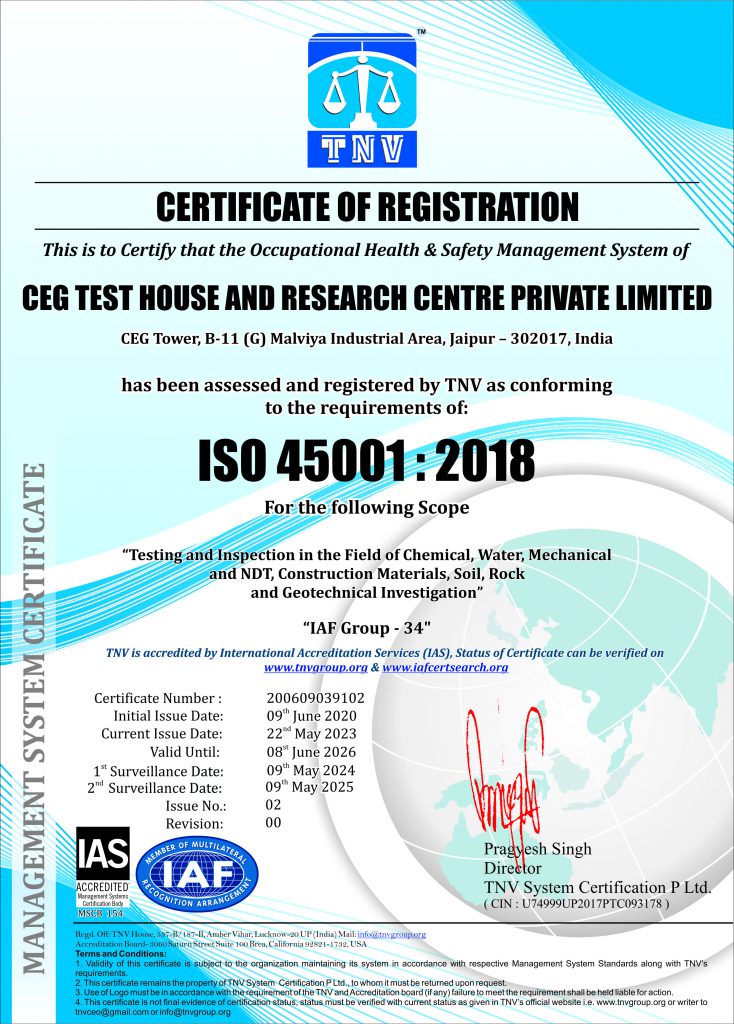 TM
TNV
CERTIFICATE OF REGISTRATION
This is to Certify that the Occupational Health & Safety Management System of
CEG TEST HOUSE AND RESEARCH CENTRE PRIVATE LIMITED
CEG Tower, B-11 (G) Malviya Industrial Area, Jaipur – 302017, India
has been assessed and registered by TNV as conforming
to the requirements of:
ISO 45001 : 2018
For the following Scope
“Testing and Inspection in the Field of Chemical, Water, Mechanical
and NDT, Construction Materials, Soil, Rock
and Geotechnical Investigation”
“IAF Group - 34"
TNV is accredited by International Accreditation Services (IAS), Status of Certificate can be verified on
www.tnvgroup.org & www.iafcertsearch.org
Certificate Number : 200609039102
Initial Issue Date: 09th June 2020
Current Issue Date: 22nd May 2023
Valid Until: 08st June 2026
1st Surveillance Date: 09th May 2024
2nd Surveillance Date: 09th May 2025
Issue No.: 02
Revision: 00
MANAGEMENT SYSTEM CERTIFICATE
IAS
ACCREDITED
Management Systems
Certification Body
MSCB 154
MEMBER OF MULTILATERAL
IAF
RECOGNITION ARRANGEMENT
Pragyesh Singh
Director
TNV System Certification P Ltd.
( CIN : U74999UP2017PTC093178 )
Regd. Off: TNV House, 537-B/187-B, Amber Vihar, Lucknow-20 UP (India) Mail: info@tnvgroup.org
Accreditation Board- 3060 Saturn Street Suite 100 Brea, California 92821-1732, USA
Terms and Conditions:
1. Validity of this certificate is subject to the organization maintaining its system in accordance with respective Management System Standards along with TNV's
requirements.
2. This certificate remains the property of TNV System Certification P Ltd., to whom it must be returned upon request.
3. Use of Logo must be in accordance with the requirement of the TNV and Accreditation board (if any) failure to meet the requirement shall be held liable for action.
4. This certificate is not final evidence of certification status, status must be verified with current status as given in TNV's official website i.e. www.tnvgroup.org or writer to
tnvceo@gmail.com or info@tnvgroup.org